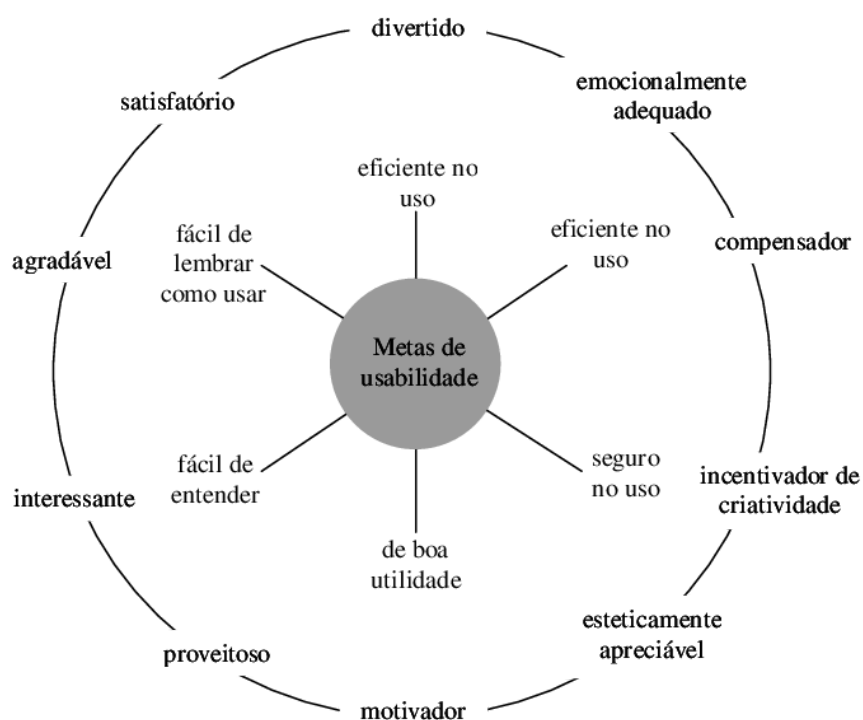 divertido
emocionalmente
adequado
satisfatório
eficiente no
uso
eficiente no
uso
fácil de
lembrar
como usar
agradável
compensador
Metas de
usabilidade
fácil de
entender
seguro
no uso
interessante
incentivador de
criatividade
de boa
utilidade
esteticamente
apreciável
proveitoso
motivador